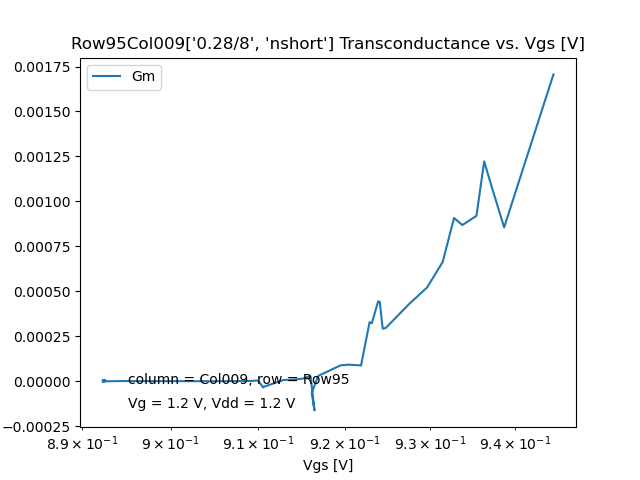 Row95Col009['0.28/8', 'nshort'] Transconductance vs. Vgs [V]
Gm
0.00175
0.00150
0.00125
0.00100
0.00075
0.00050
0.00025
0.00000
−0.00025
column = Col009, row = Row95
Vg = 1.2 V, Vdd = 1.2 V
8.9 × 10⁻¹ 9 × 10⁻¹ 9.1 × 10⁻¹ 9.2 × 10⁻¹ 9.3 × 10⁻¹ 9.4 × 10⁻¹
Vgs [V]